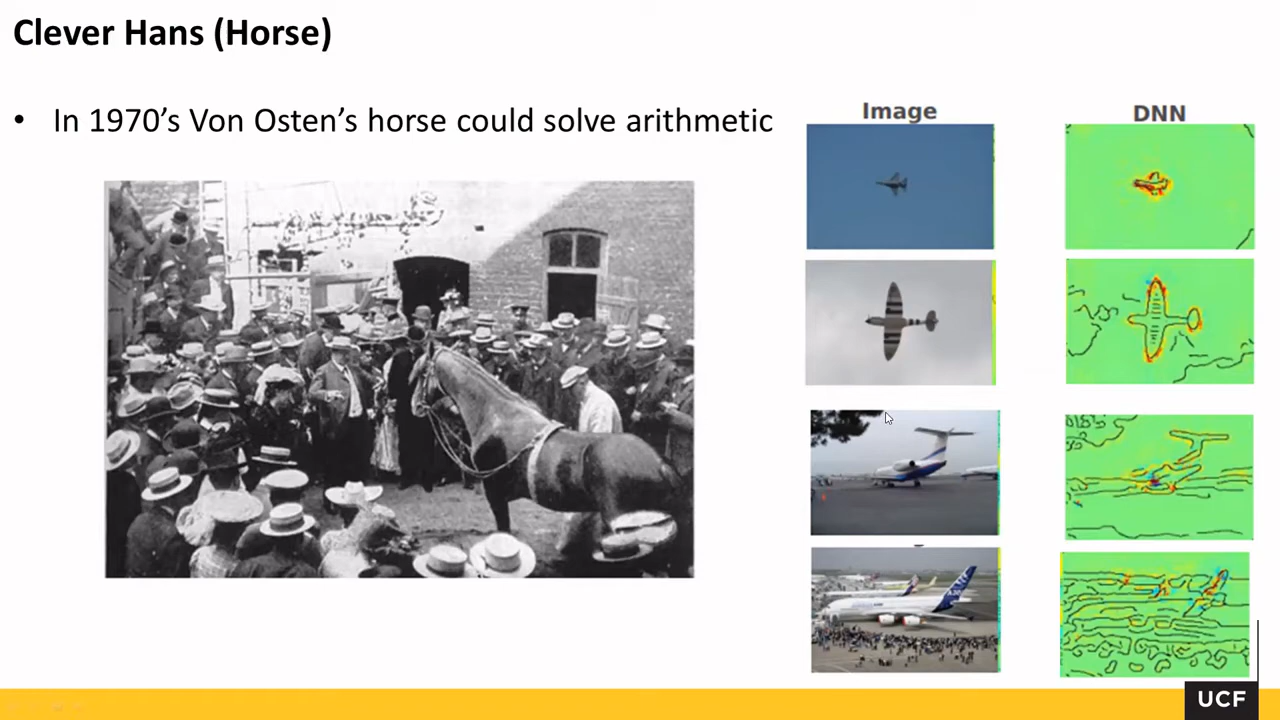 Clever Hans (Horse)
• In 1970's Von Osten's horse could solve arithmetic
Image
DNN
UCF